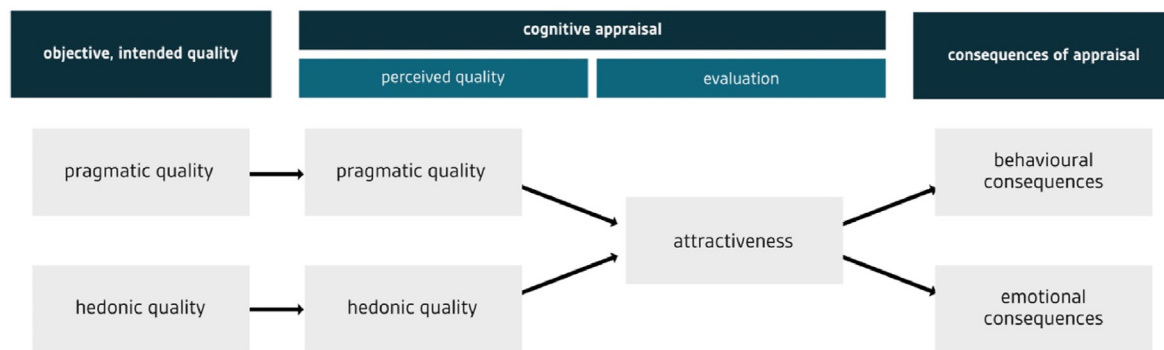 objective, intended quality
cognitive appraisal
perceived quality
evaluation
consequences of appraisal
pragmatic quality
pragmatic quality
behavioural
consequences
attractiveness
hedonic quality
hedonic quality
emotional
consequences